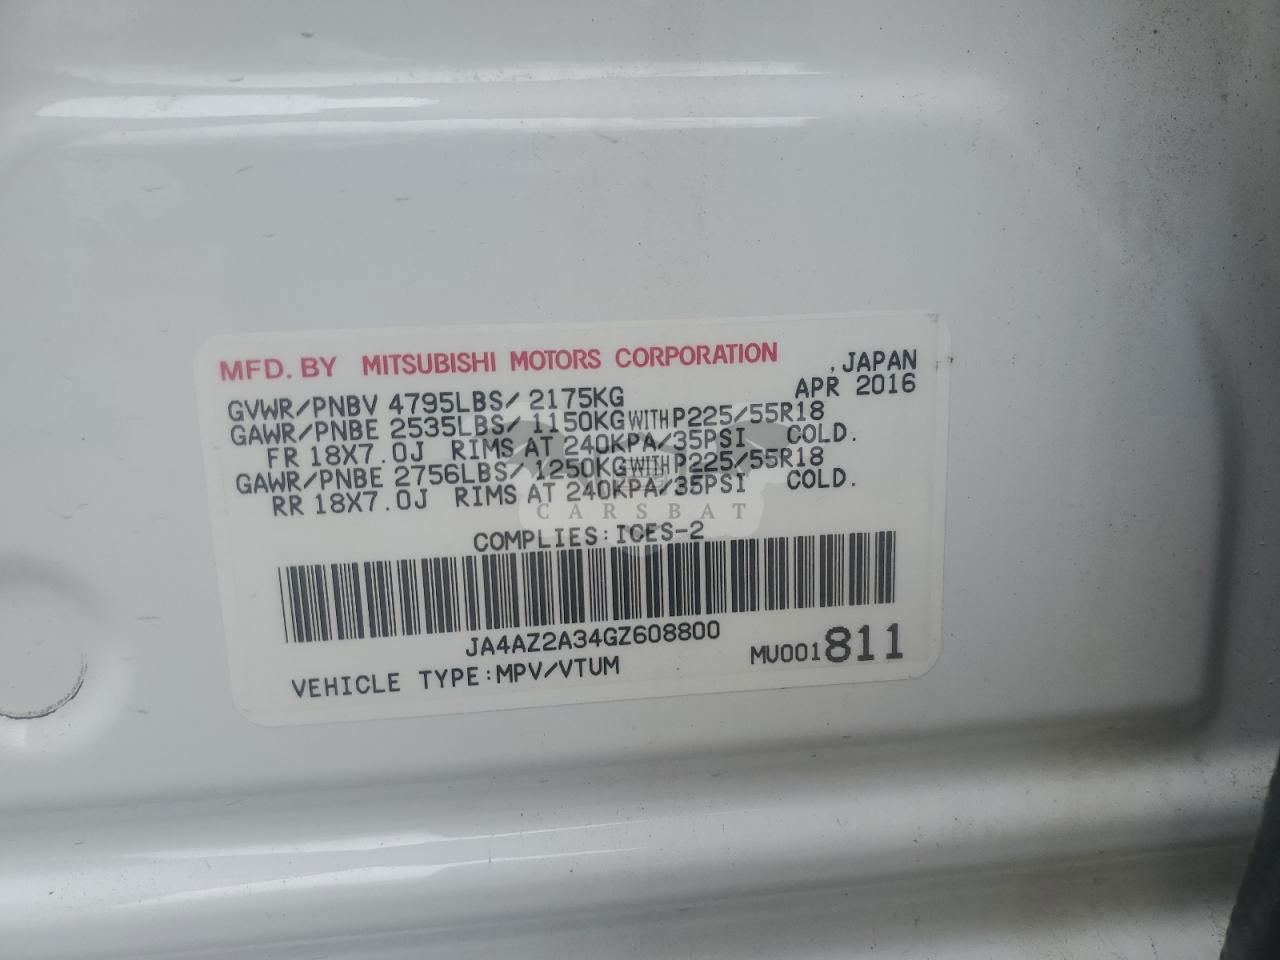 MFD. BY MITSUBISHI MOTORS CORPORATION ,JAPAN
GVWR/PNBV 4795LBS/ 2175KG APR 2016
GAWR/PNBE 2535LBS/ 1150KG WITH P225/55R18
FR 18X7.0J RIMS AT 240KPA/35PSI COLD.
GAWR/PNBE 2756LBS/ 1250KG WITH P225/55R18
RR 18X7.0J RIMS AT 240KPA/35PSI COLD.
CARSBAT
COMPLIES: ICES-2
JA4AZ2A34GZ608800
VEHICLE TYPE:MPV/VTUM MU001811